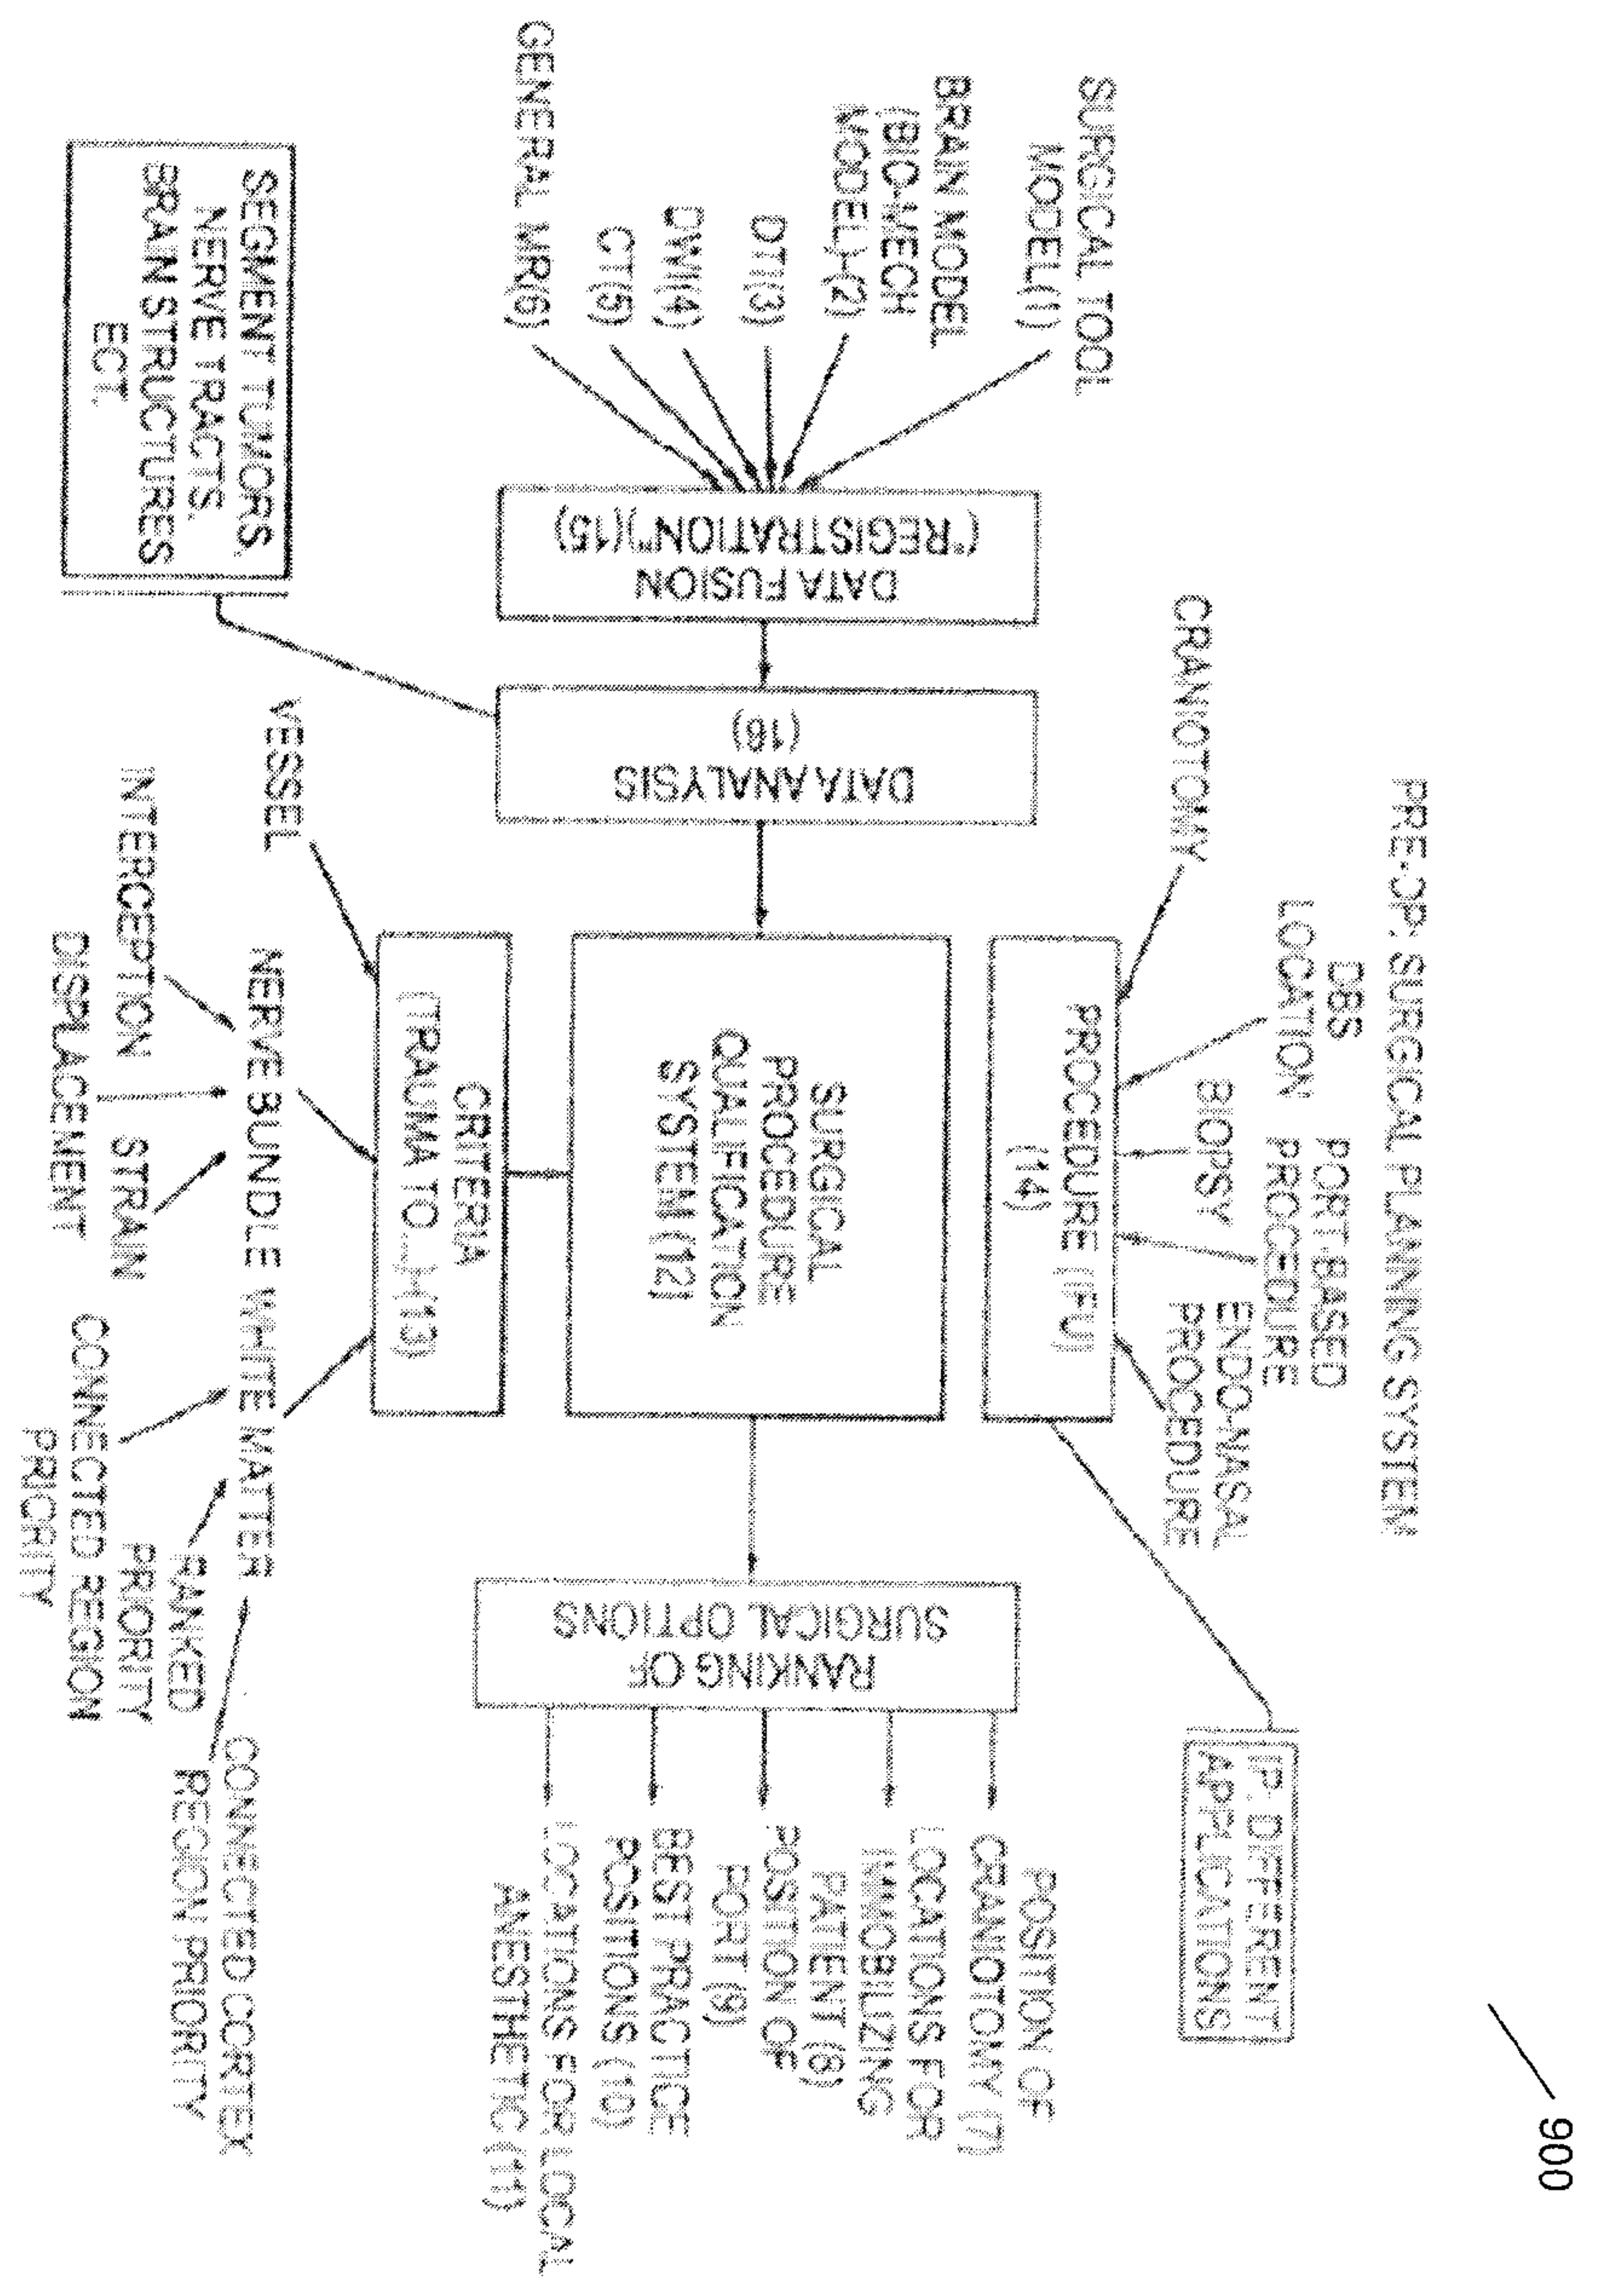 PRE-OP: SURGICAL PLANNING SYSTEM
900
SURGICAL TOOL
MODEL(1)
BRAIN MODEL
(BIO-MECH
MODEL)-(2)
DTI(3)
DWI(4)
CT(5)
GENERAL MR(6)
SEGMENT TUMORS,
NERVE TRACTS,
BRAIN STRUCTURES
ECT.
DATA FUSION
("REGISTRATION")(15)
DATA ANALYSIS
(16)
CRANIOTOMY
DBS
LOCATION
BIOPSY
PORT-BASED
PROCEDURE
ENDO-NASAL
PROCEDURE
PROCEDURE (IFU)
(14)
SURGICAL
PROCEDURE
QUALIFICATION
SYSTEM (12)
CRITERIA
(TRAUMA TO...)-(13)
VESSEL
NERVE BUNDLE
INTERCEPTION
DISPLACEMENT
STRAIN
WHITE MATTER
RANKED
PRIORITY
CONNECTED REGION
PRICRITY
CONNECTED CORTEX
REGION PRIORITY
RANKING OF
SURGICAL OPTIONS
IP: DIFFERENT
APPLICATIONS
POSITION OF
CRANIOTOMY (7)
LOCATIONS FOR
IMMOBILIZING
PATIENT (8)
POSITION OF
PORT (9)
BEST PRACTICE
POSITIONS (10)
LOCATIONS FOR LOCAL
ANESTHETIC (11)